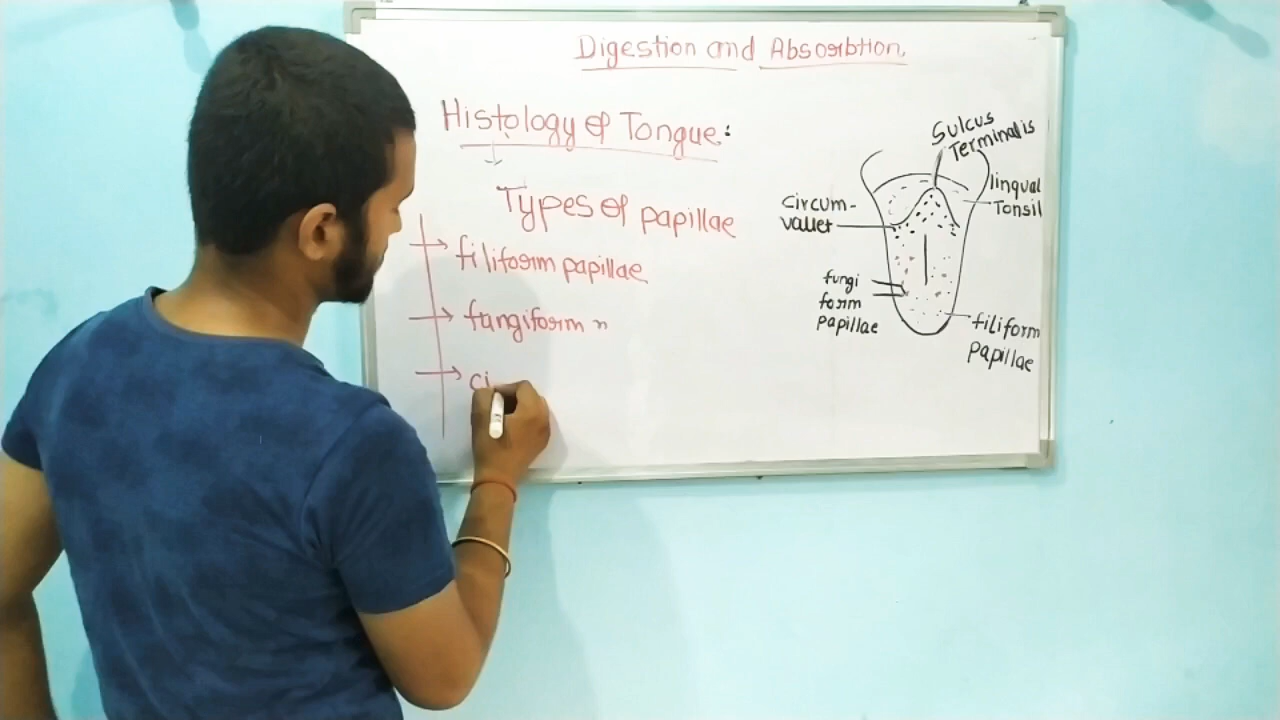 Digestion and Absorbtion.
Histology of Tongue:
Types of papillae
filiform papillae
fungiform "
ci
Sulcus
Terminalis
lingual
Tonsil
circum-
vallet
fungi
form
papillae
filiform
papillae